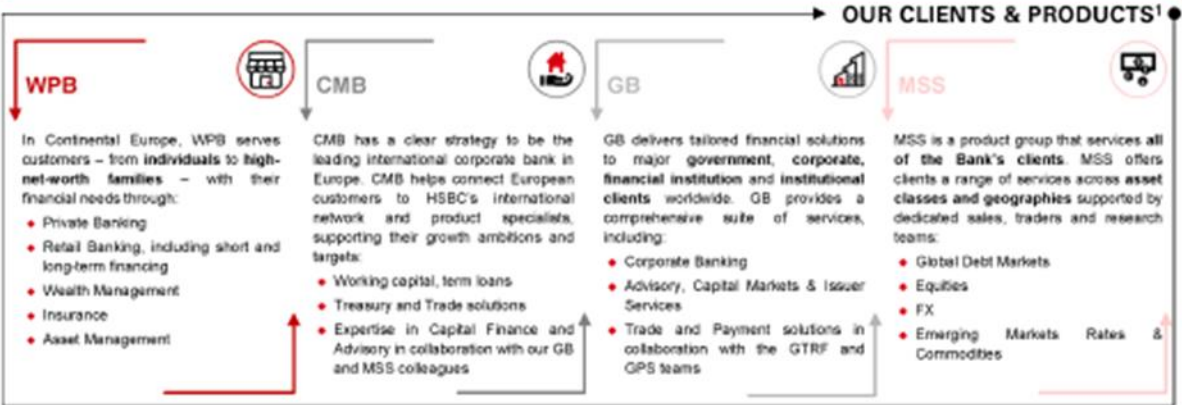 OUR CLIENTS & PRODUCTS¹
WPB
In Continental Europe, WPB serves
customers – from individuals to high-
net-worth families – with their
financial needs through:
Private Banking
Retail Banking, including short and
long-term financing
Wealth Management
Insurance
Asset Management
CMB
CMB has a clear strategy to be the
leading international corporate bank in
Europe. CMB helps connect European
customers to HSBC's international
network and product specialists,
supporting their growth ambitions and
targets:
Working capital, term loans
Treasury and Trade solutions
Expertise in Capital Finance and
Advisory in collaboration with our GB
and MSS colleagues
GB
GB delivers tailored financial solutions
to major government, corporate,
financial institution and institutional
clients worldwide. GB provides a
comprehensive suite of services,
including:
Corporate Banking
Advisory, Capital Markets & Issuer
Services
Trade and Payment solutions in
collaboration with the GTRF and
GPS teams
MSS
MSS is a product group that services all
of the Bank's clients. MSS offers
clients a range of services across asset
classes and geographies supported by
dedicated sales, traders and research
teams:
Global Debt Markets
Equities
FX
Emerging Markets Rates &
Commodities